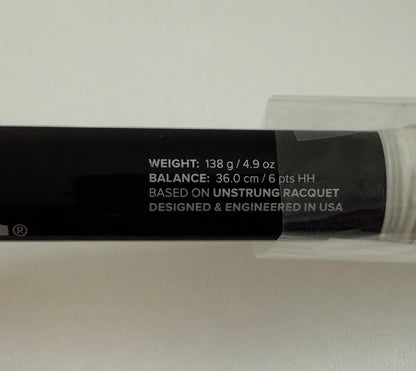 WEIGHT: 138 g / 4.9 oz
BALANCE: 36.0 cm / 6 pts HH
BASED ON UNSTRUNG RACQUET
DESIGNED & ENGINEERED IN USA
®